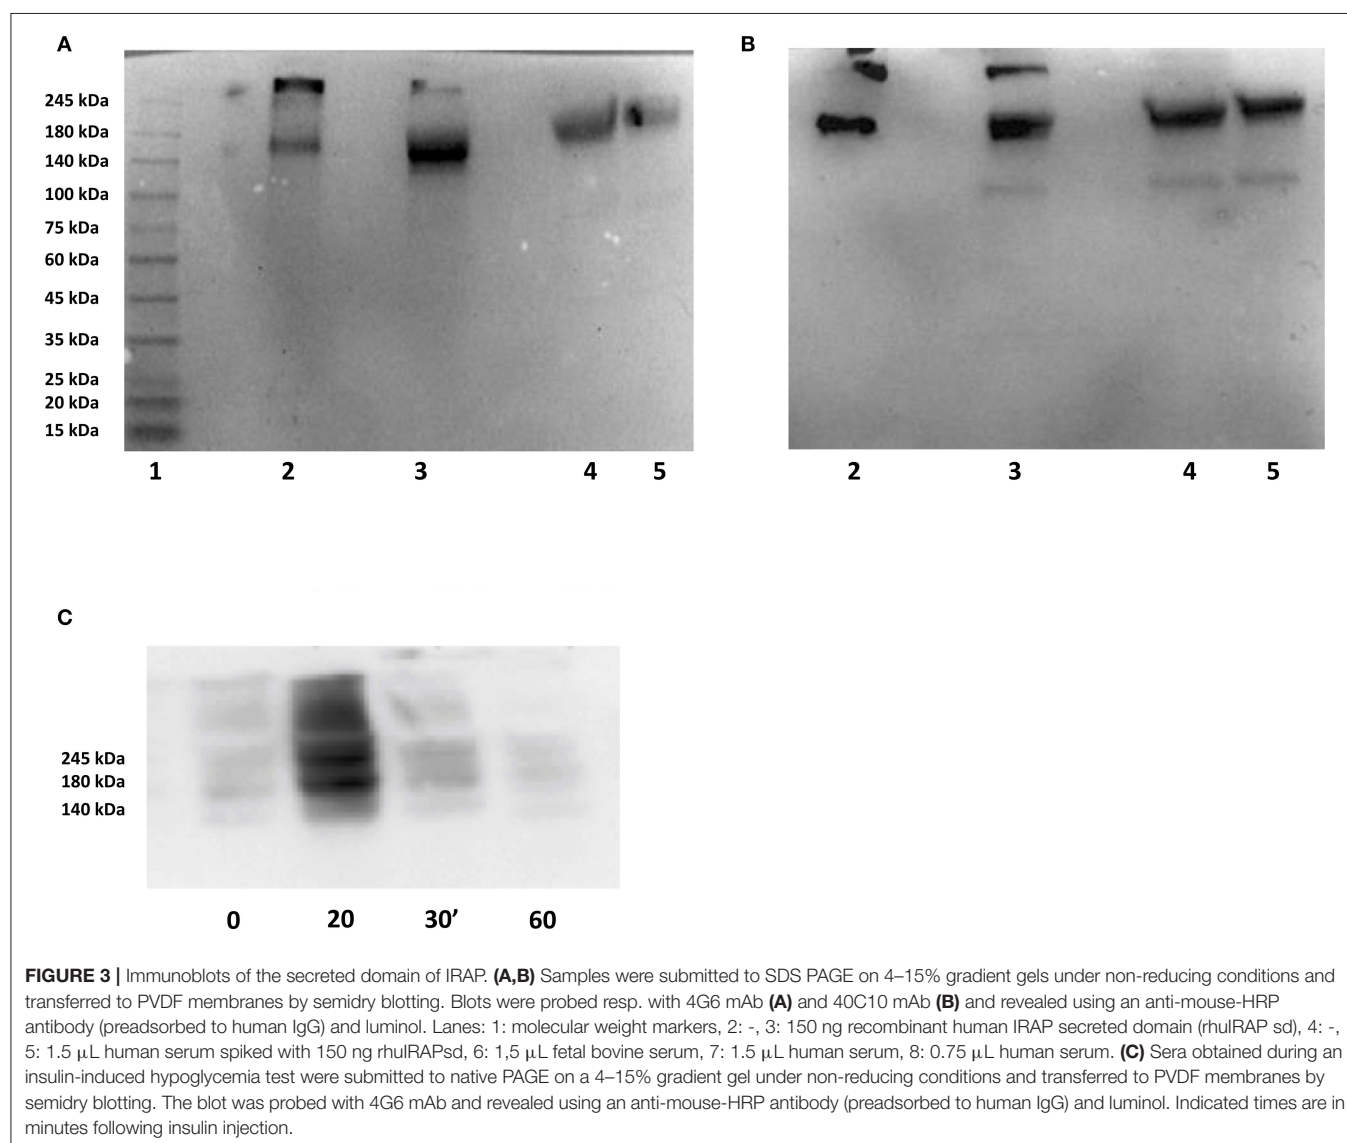 A
B
245 kDa
180 kDa
140 kDa
100 kDa
75 kDa
60 kDa
45 kDa
35 kDa
25 kDa
20 kDa
15 kDa
1 2 3 4 5
2 3 4 5
C
245 kDa
180 kDa
140 kDa
0 20 30’ 60
FIGURE 3 | Immunoblots of the secreted domain of IRAP. (A,B) Samples were submitted to SDS PAGE on 4–15% gradient gels under non-reducing conditions and
transferred to PVDF membranes by semidry blotting. Blots were probed resp. with 4G6 mAb (A) and 40C10 mAb (B) and revealed using an anti-mouse-HRP
antibody (preadsorbed to human IgG) and luminol. Lanes: 1: molecular weight markers, 2: -, 3: 150 ng recombinant human IRAP secreted domain (rhuIRAP sd), 4: -,
5: 1.5 μL human serum spiked with 150 ng rhuIRAPsd, 6: 1,5 μL fetal bovine serum, 7: 1.5 μL human serum, 8: 0.75 μL human serum. (C) Sera obtained during an
insulin-induced hypoglycemia test were submitted to native PAGE on a 4–15% gradient gel under non-reducing conditions and transferred to PVDF membranes by
semidry blotting. The blot was probed with 4G6 mAb and revealed using an anti-mouse-HRP antibody (preadsorbed to human IgG) and luminol. Indicated times are in
minutes following insulin injection.